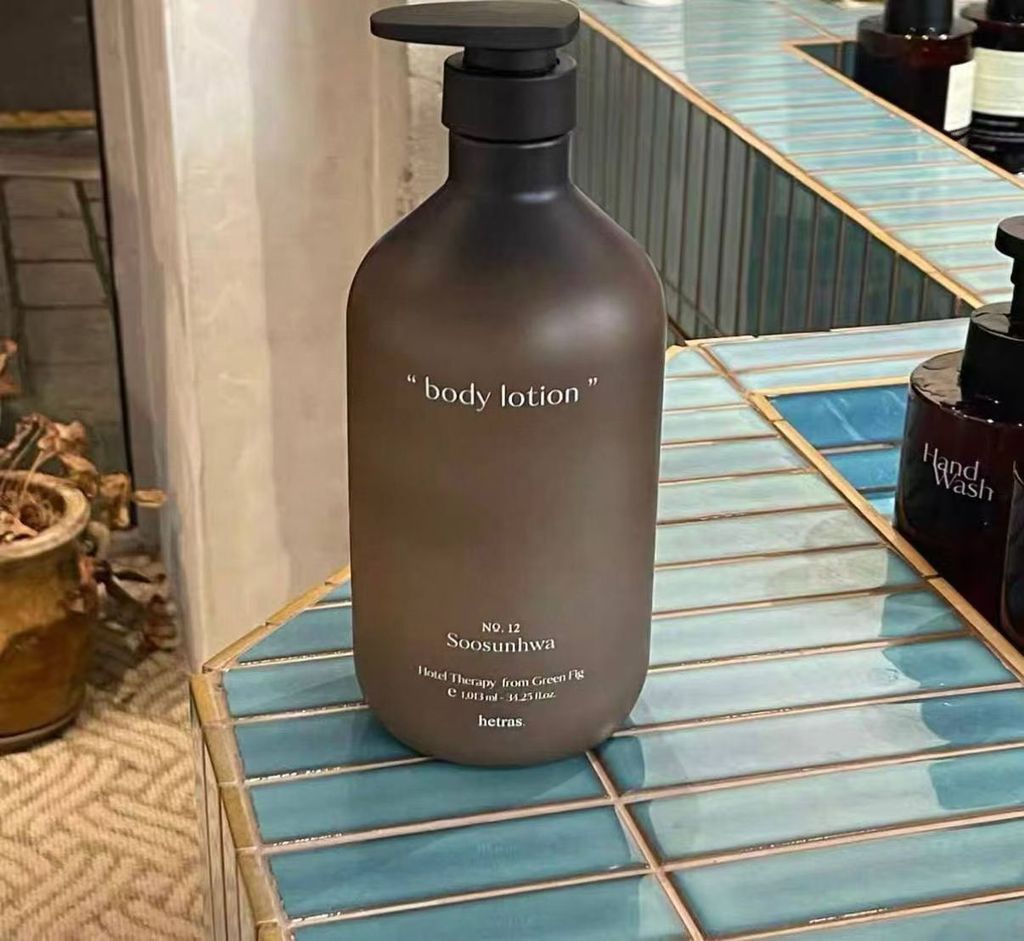 “ body lotion ”
NO. 12
Soosunhwa
Hotel Therapy from Green Fig
e 1,013 ml - 34.25 fl.oz.
hetras.
Hand
Wash